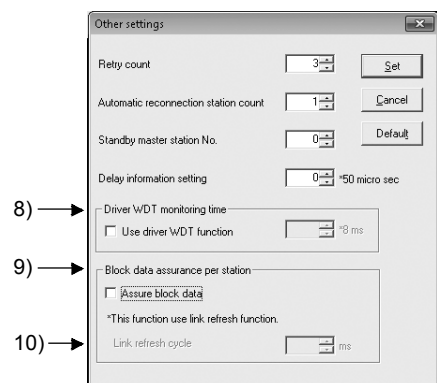 Other settings
Retry count 3 Set
Automatic reconnection station count 1 Cancel
Standby master station No. 0 Default
Delay information setting 0 *50 micro sec
8) Driver WDT monitoring time
Use driver WDT function *8 ms
9) Block data assurance per station
Assure block data
*This function use link refresh function.
10) Link refresh cycle ms